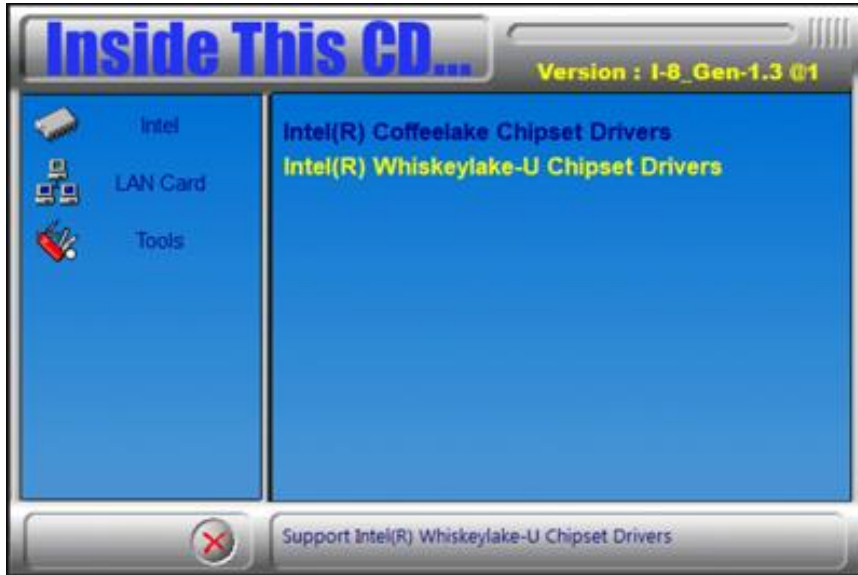 Inside This CD...
Version : I-8_Gen-1.3 @1
Intel
LAN Card
Tools
Intel(R) Coffeelake Chipset Drivers
Intel(R) Whiskeylake-U Chipset Drivers
Support Intel(R) Whiskeylake-U Chipset Drivers